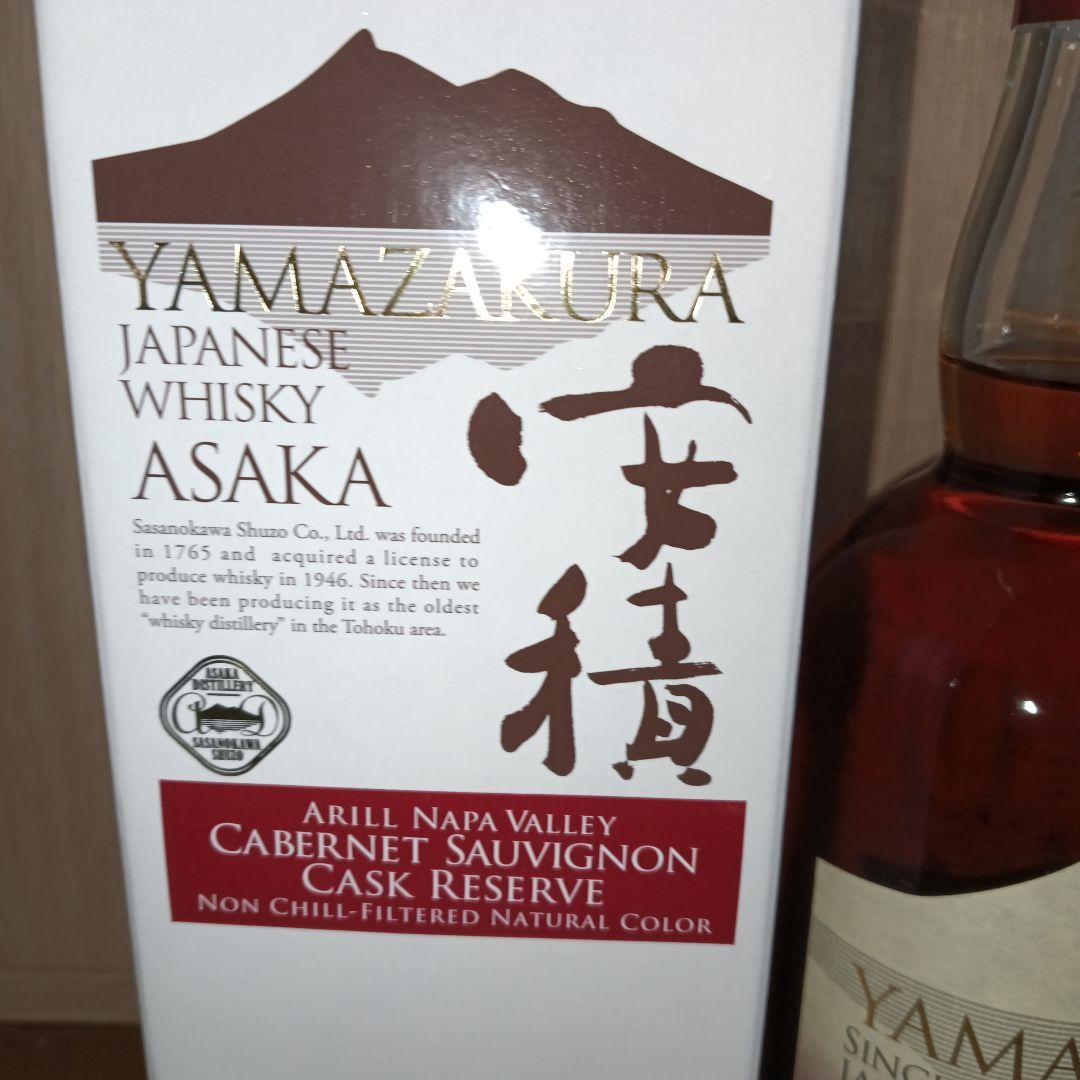 YAMAZAKURA
JAPANESE
WHISKY
ASAKA
安積
Sasanokawa Shuzo Co., Ltd. was founded
in 1765 and acquired a license to
produce whisky in 1946. Since then we
have been producing it as the oldest
“whisky distillery” in the Tohoku area.
ASAKA
DISTILLERY
SASANOKAWA
SHUZO
ARILL NAPA VALLEY
CABERNET SAUVIGNON
CASK RESERVE
NON CHILL-FILTERED NATURAL COLOR
YAMA